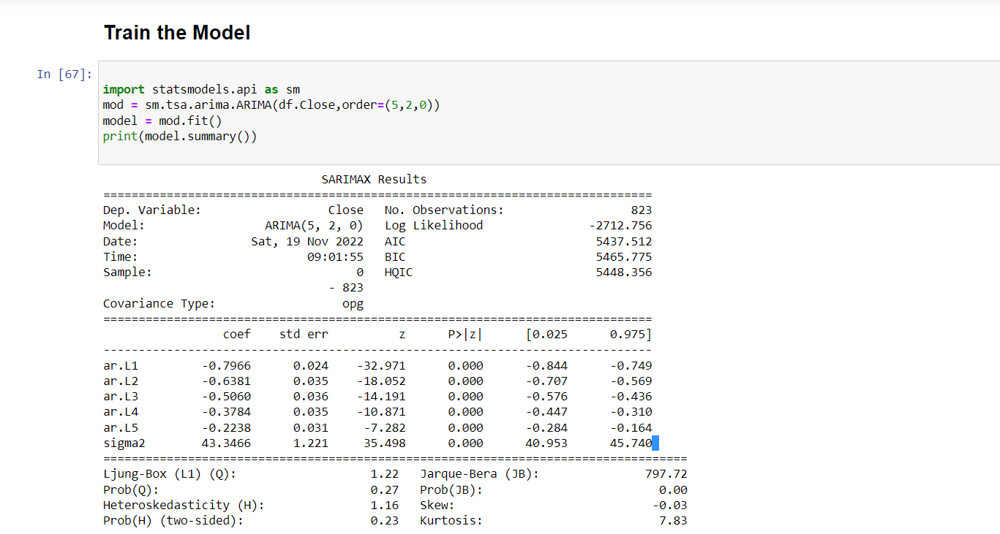 Train the Model
In [67]:
import statsmodels.api as sm
mod = sm.tsa.arima.ARIMA(df.Close,order=(5,2,0))
model = mod.fit()
print(model.summary())
                               SARIMAX Results
==============================================================================
Dep. Variable:                  Close   No. Observations:                  823
Model:                 ARIMA(5, 2, 0)   Log Likelihood               -2712.756
Date:                Sat, 19 Nov 2022   AIC                           5437.512
Time:                        09:01:55   BIC                           5465.775
Sample:                             0   HQIC                          5448.356
                                - 823
Covariance Type:                  opg
==============================================================================
                 coef    std err          z      P>|z|      [0.025      0.975]
------------------------------------------------------------------------------
ar.L1         -0.7966      0.024    -32.971      0.000      -0.844      -0.749
ar.L2         -0.6381      0.035    -18.052      0.000      -0.707      -0.569
ar.L3         -0.5060      0.036    -14.191      0.000      -0.576      -0.436
ar.L4         -0.3784      0.035    -10.871      0.000      -0.447      -0.310
ar.L5         -0.2238      0.031     -7.282      0.000      -0.284      -0.164
sigma2        43.3466      1.221     35.498      0.000      40.953      45.740
===================================================================================
Ljung-Box (L1) (Q):                   1.22   Jarque-Bera (JB):               797.72
Prob(Q):                              0.27   Prob(JB):                         0.00
Heteroskedasticity (H):               1.16   Skew:                            -0.03
Prob(H) (two-sided):                  0.23   Kurtosis:                         7.83